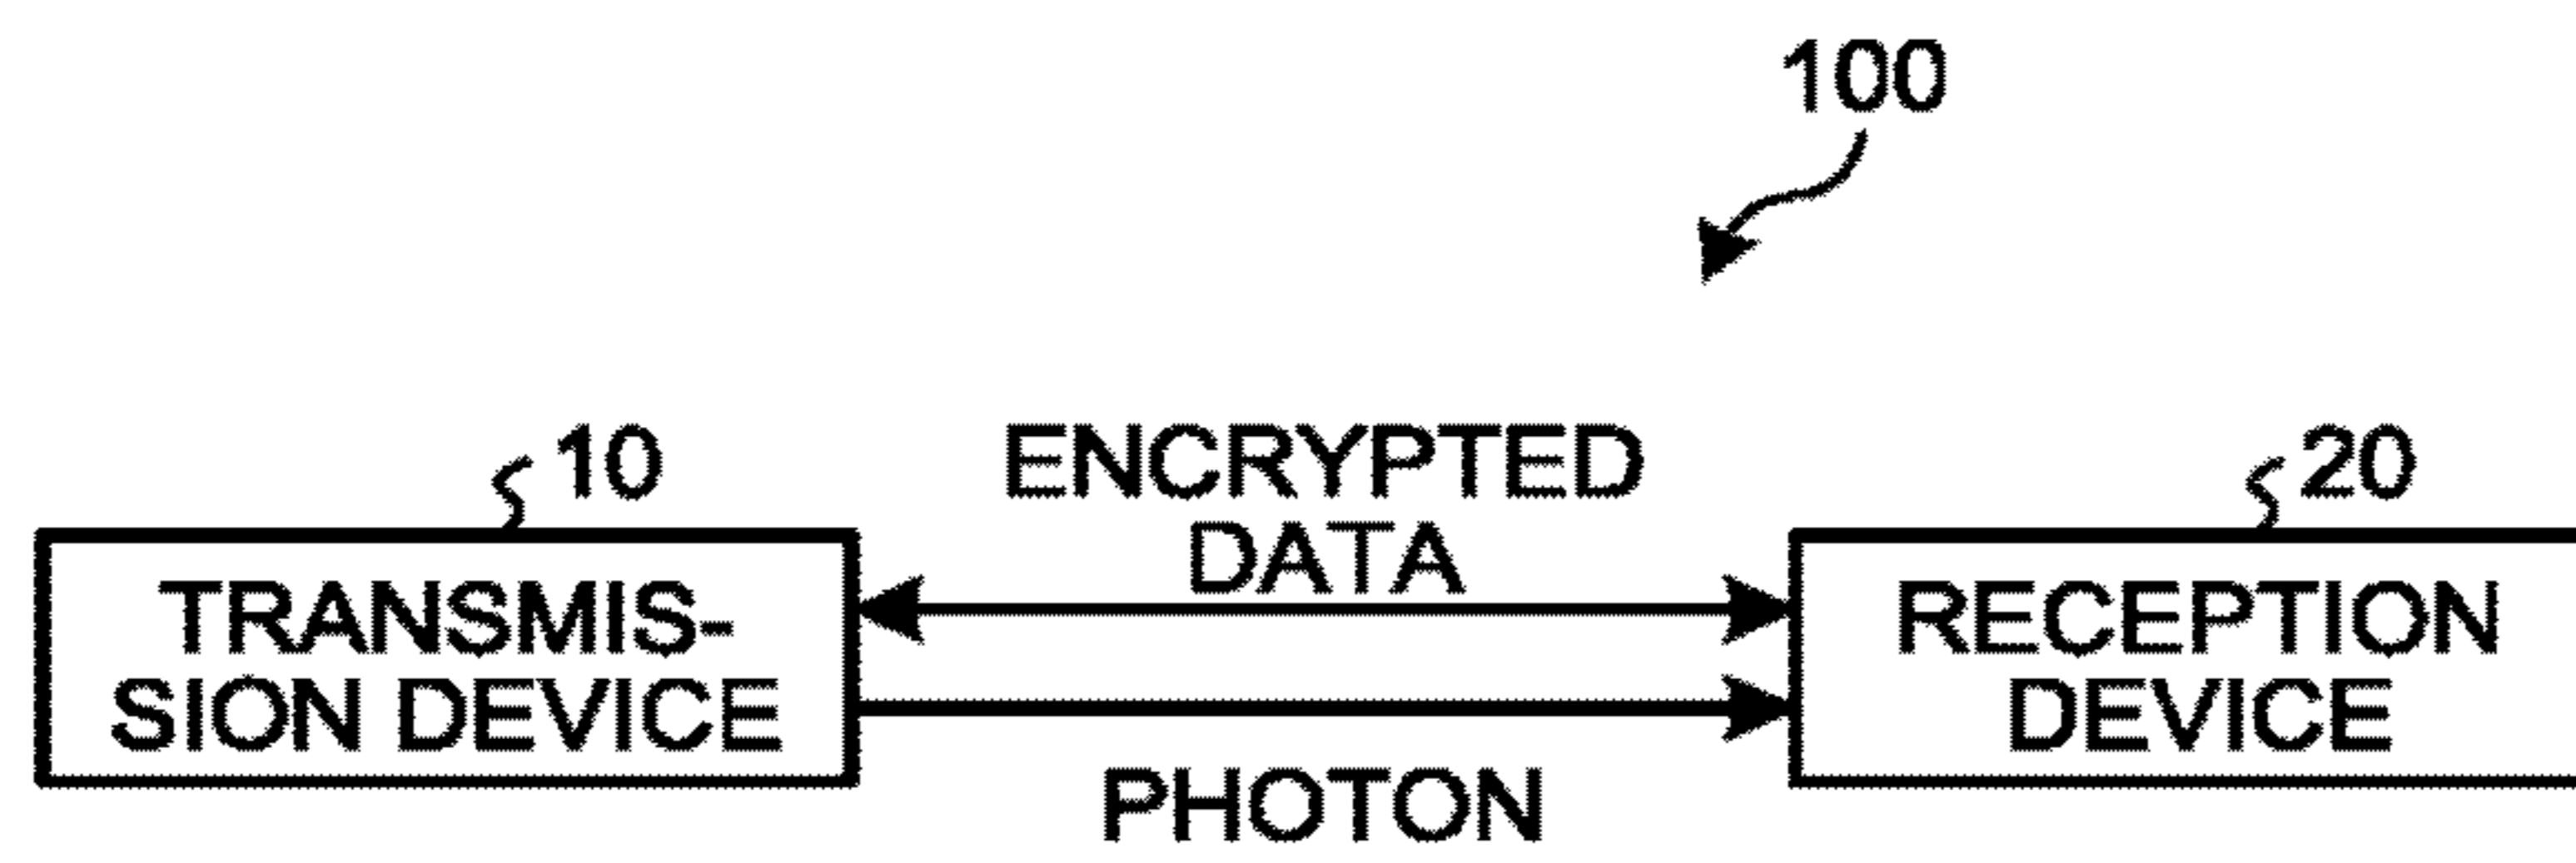 100
10
ENCRYPTED
DATA
20
TRANSMIS-
SION DEVICE
RECEPTION
DEVICE
PHOTON